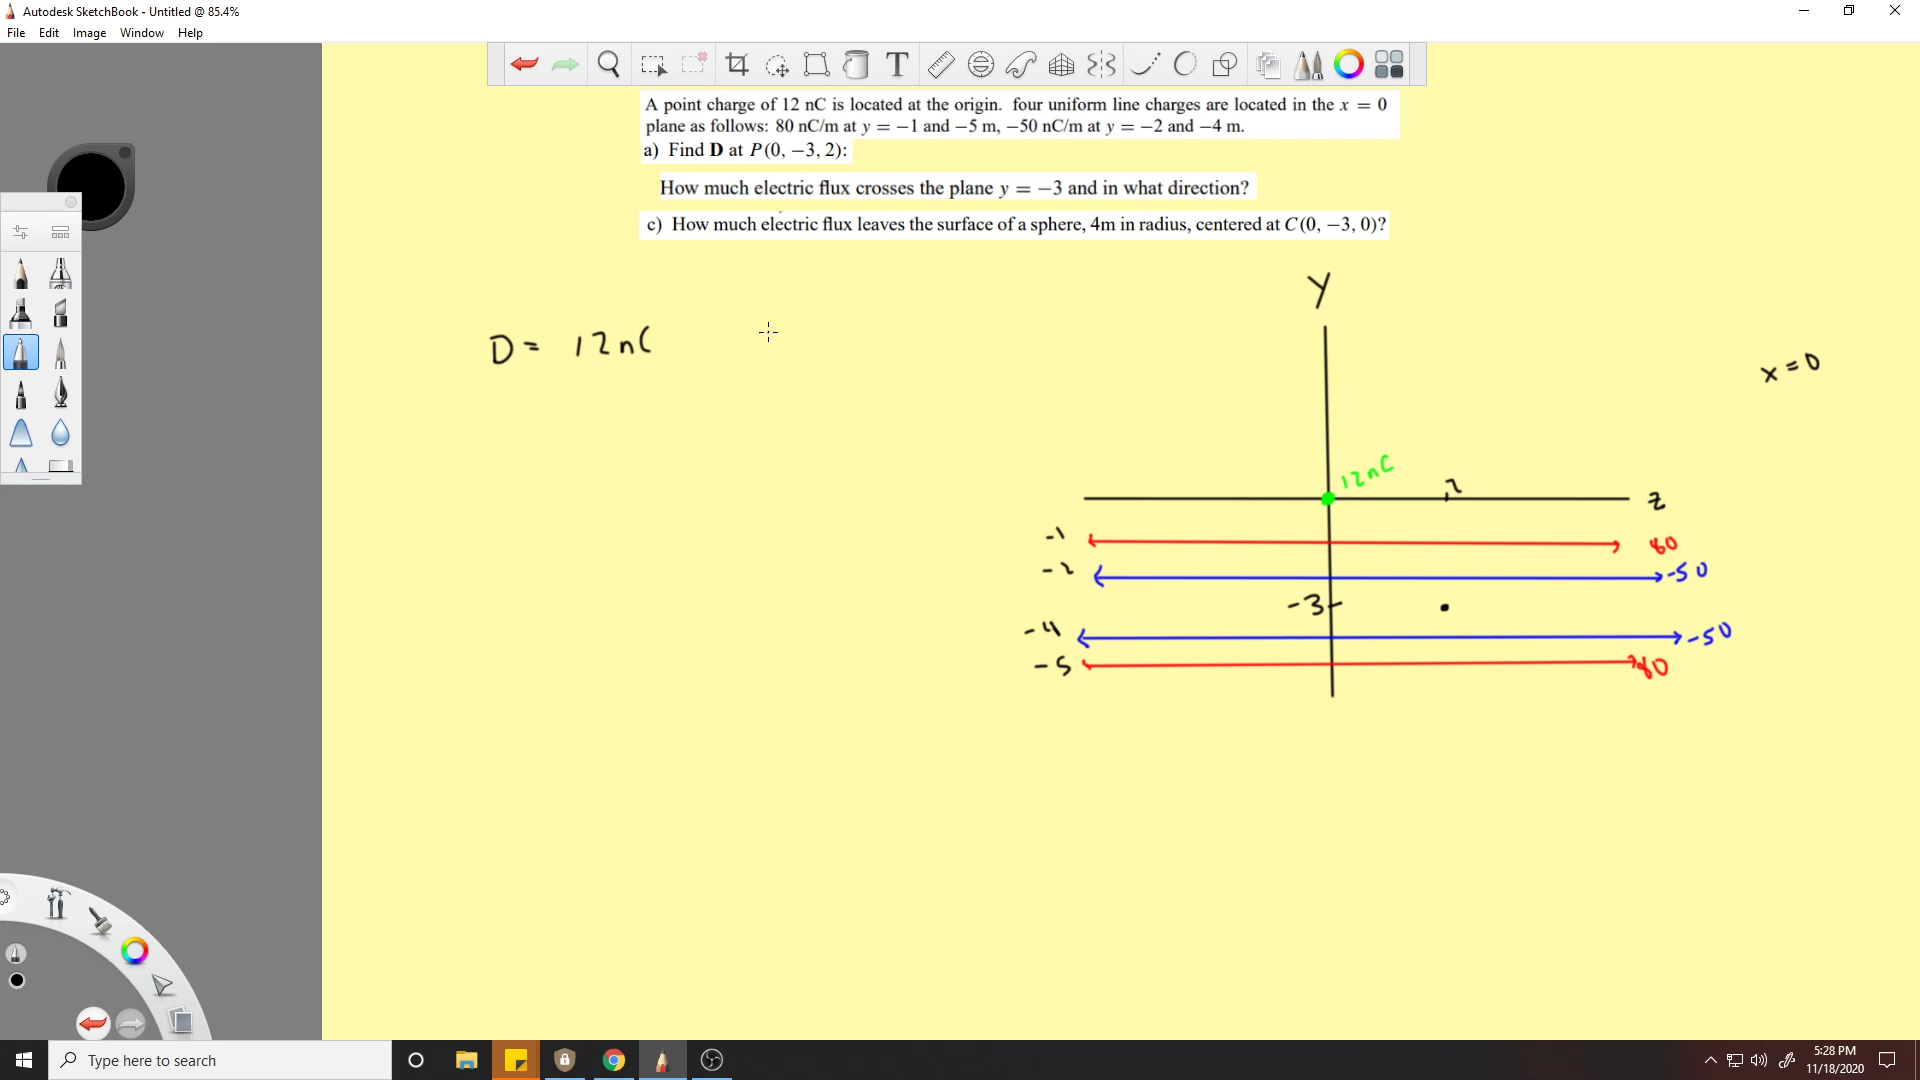 Autodesk SketchBook - Untitled @ 85.4%
File Edit Image Window Help
T
A point charge of 12 nC is located at the origin. four uniform line charges are located in the x = 0
plane as follows: 80 nC/m at y = −1 and −5 m, −50 nC/m at y = −2 and −4 m.
a) Find D at P(0, −3, 2):
How much electric flux crosses the plane y = −3 and in what direction?
c) How much electric flux leaves the surface of a sphere, 4m in radius, centered at C(0, −3, 0)?
Y
D = 12nC
x = 0
12nC
2
z
-1
80
-2
-50
-3
-4
-50
-5
80
Type here to search
5:28 PM
11/18/2020